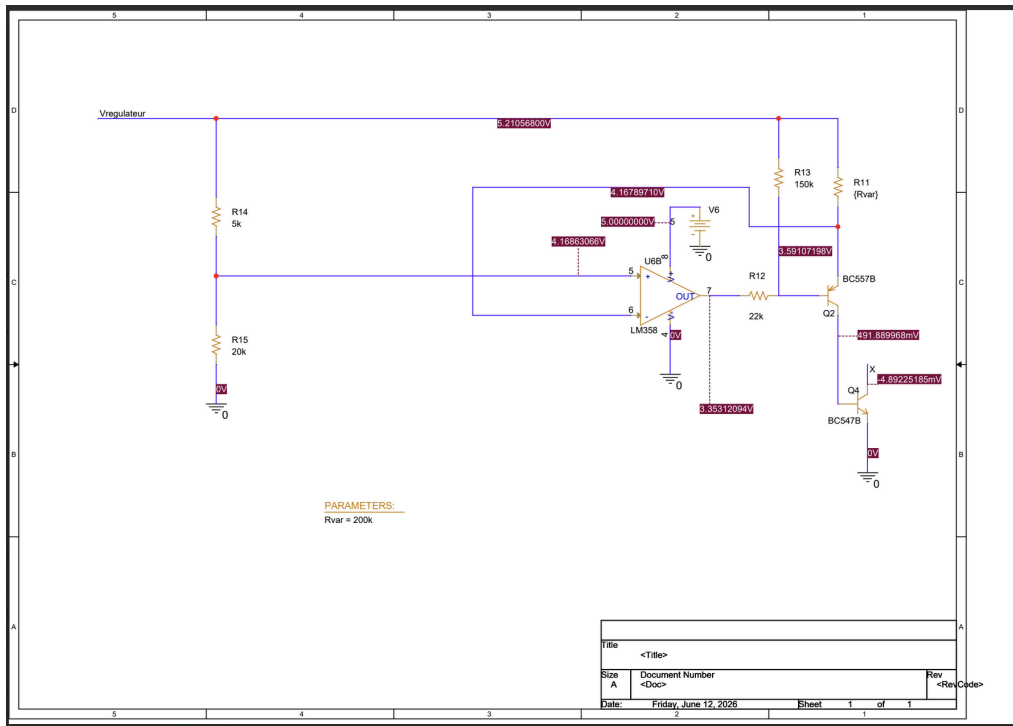 5 4 3 2 1
D D
Vregulateur
5.21056800V
R13
150k
R11
{Rvar}
4.16789710V
R14
5k
V6
5.00000000V
5
+
-
0
4.16863066V
3.59107198V
U6B
8
V+
C C
5
+
R12
BC557B
OUT
7
6
-
22k
Q2
LM358
4
V-
0V
491.889968mV
R15
20k
0
X
-4.89225185mV
Q4
0V
0
3.35312094V
BC547B
B B
0V
0
PARAMETERS:
Rvar = 200k
A A
Title
<Title>
Size
A
Document Number
<Doc>
Rev
<RevCode>
Date: Friday, June 12, 2026 Sheet 1 of 1
5 4 3 2 1